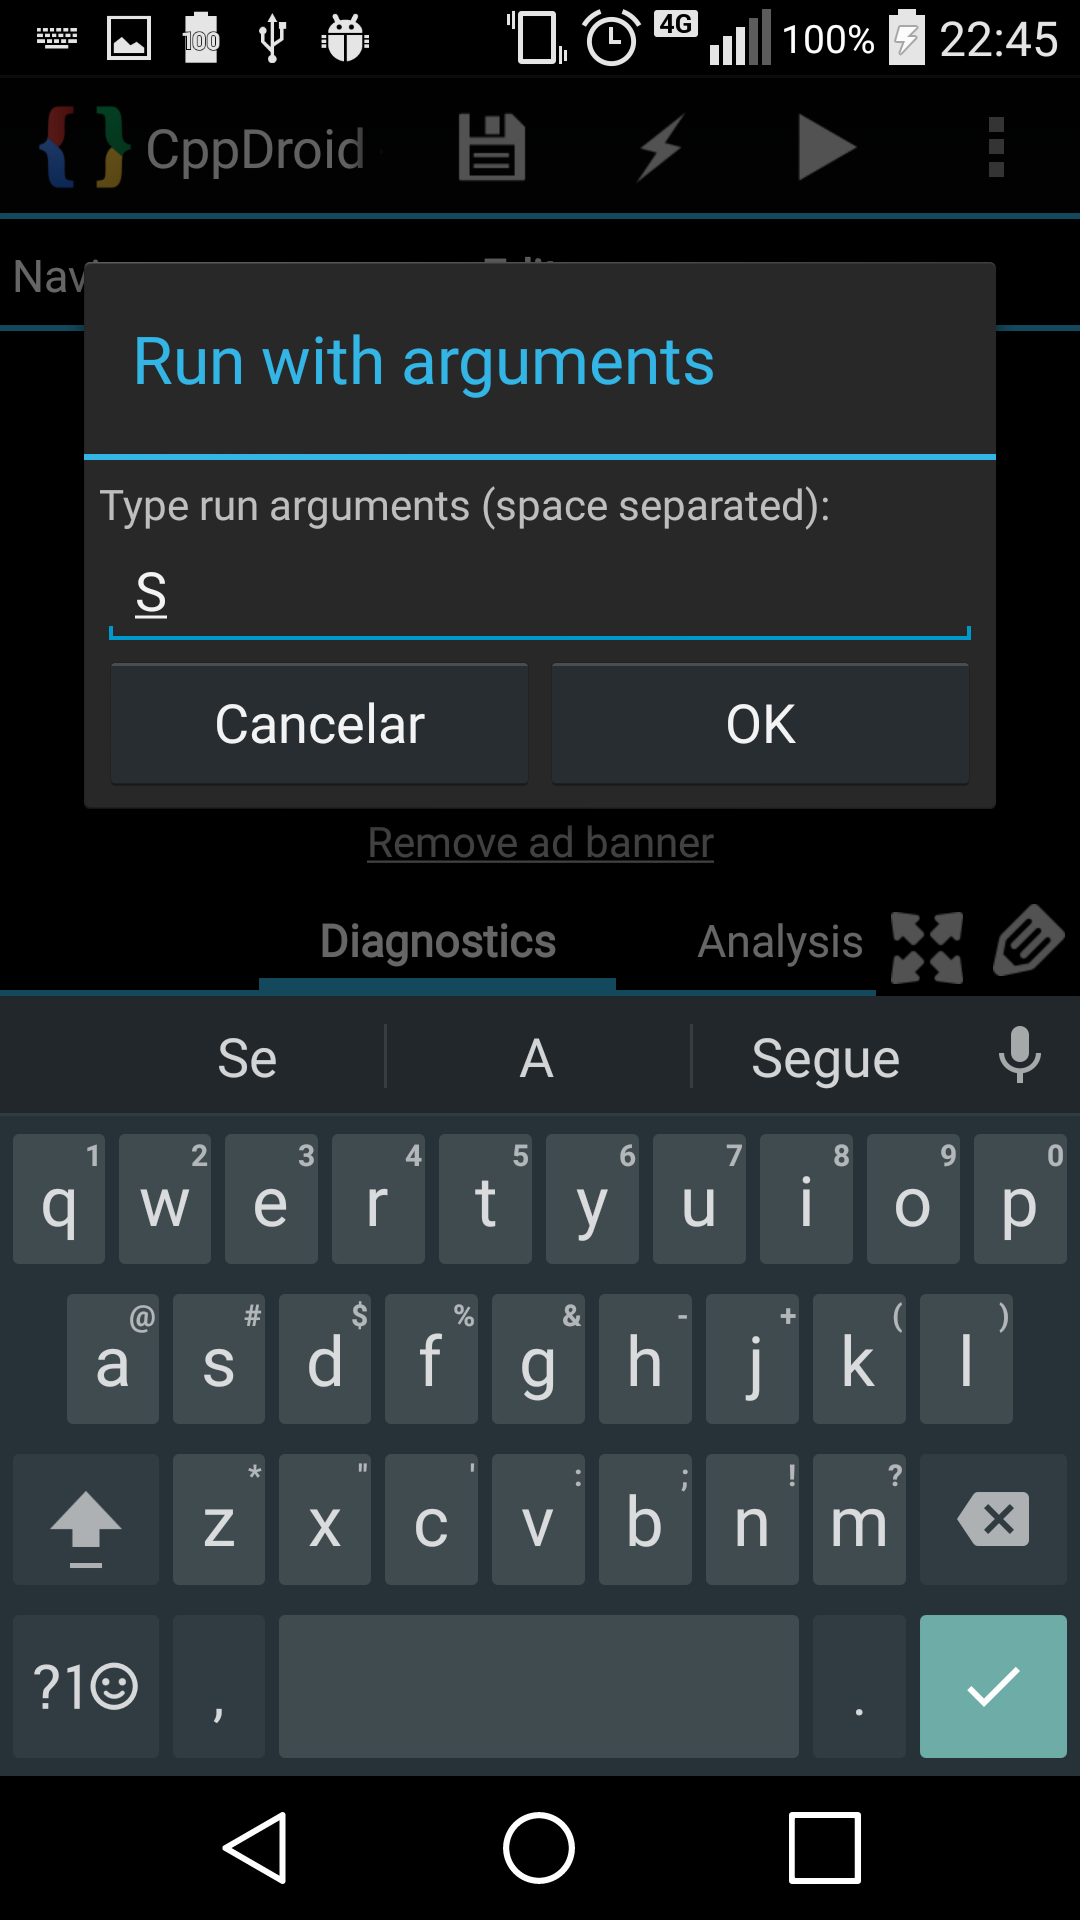 100 4G 100% 22:45
CppDroid
Run with arguments
Type run arguments (space separated):
S
Cancelar OK
Remove ad banner
Diagnostics Analysis
Se A Segue
1 2 3 4 5 6 7 8 9 0
q w e r t y u i o p
@ # $ % & - + ( )
a s d f g h j k l
* " ' : ; ! ?
z x c v b n m
?1☺ , .